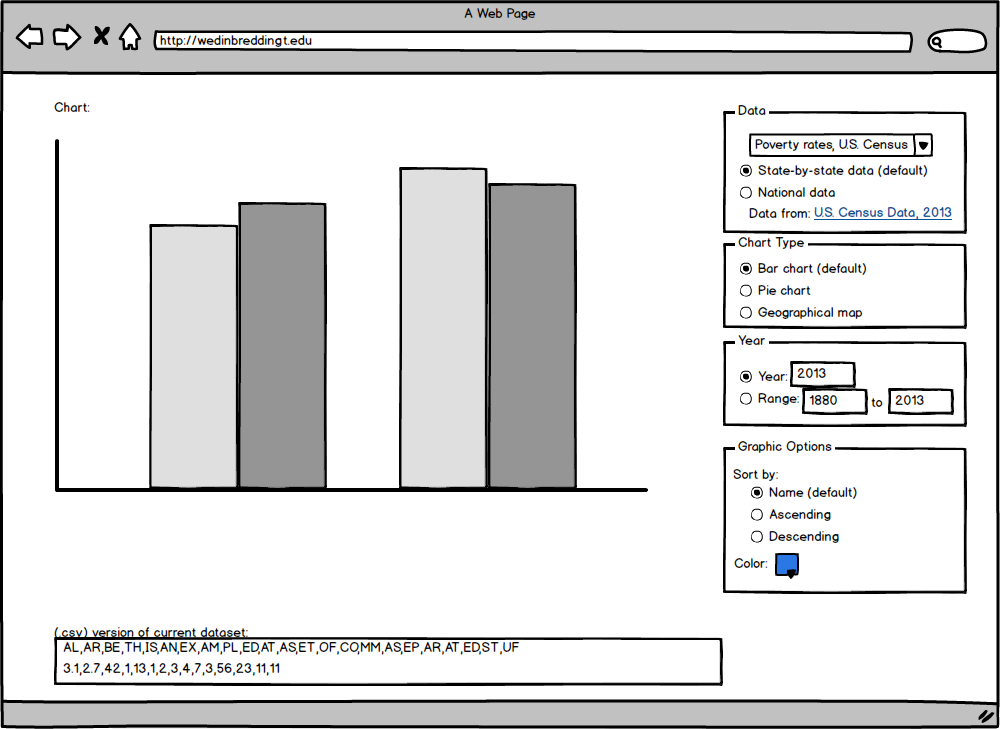 A Web Page
http://wedinbreddingt.edu
Chart:
Data
Poverty rates, U.S. Census
State-by-state data (default)
National data
Data from: U.S. Census Data, 2013
Chart Type
Bar chart (default)
Pie chart
Geographical map
Year
Year: 2013
Range: 1880 to 2013
Graphic Options
Sort by:
Name (default)
Ascending
Descending
Color:
(.csv) version of current dataset:
AL,AR,BE,TH,IS,AN,EX,AM,PL,ED,AT,AS,ET,OF,CO,MM,AS,EP,AR,AT,ED,ST,UF
3.1,2.7,42,1,13,1,2,3,4,7,3,56,23,11,11